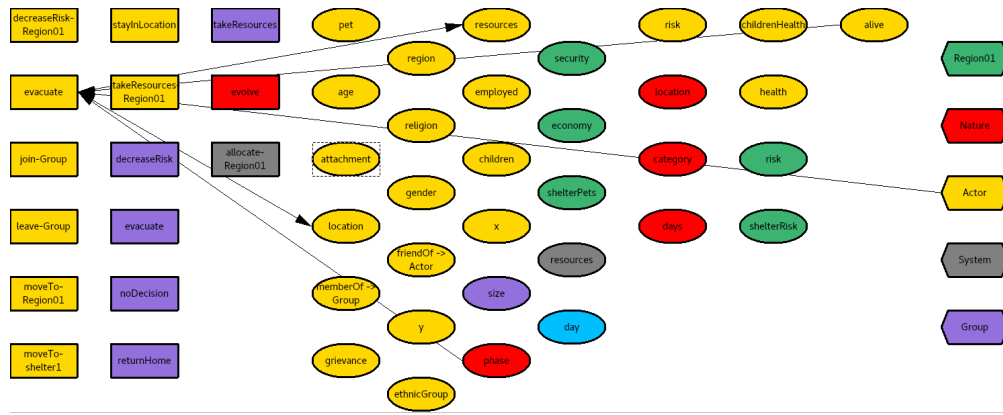 decreaseRisk-
Region01
stayInLocation
takeResources
pet
resources
risk
childrenHealth
alive
region
security
Region01
evacuate
takeResources-
Region01
evolve
age
employed
location
health
religion
economy
Nature
join-Group
decreaseRisk
allocate-
Region01
attachment
children
category
risk
gender
shelterPets
Actor
leave-Group
evacuate
location
x
days
shelterRisk
friendOf ->
Actor
resources
System
moveTo-
Region01
noDecision
memberOf ->
Group
size
y
day
Group
moveTo-
shelter1
returnHome
grievance
phase
ethnicGroup